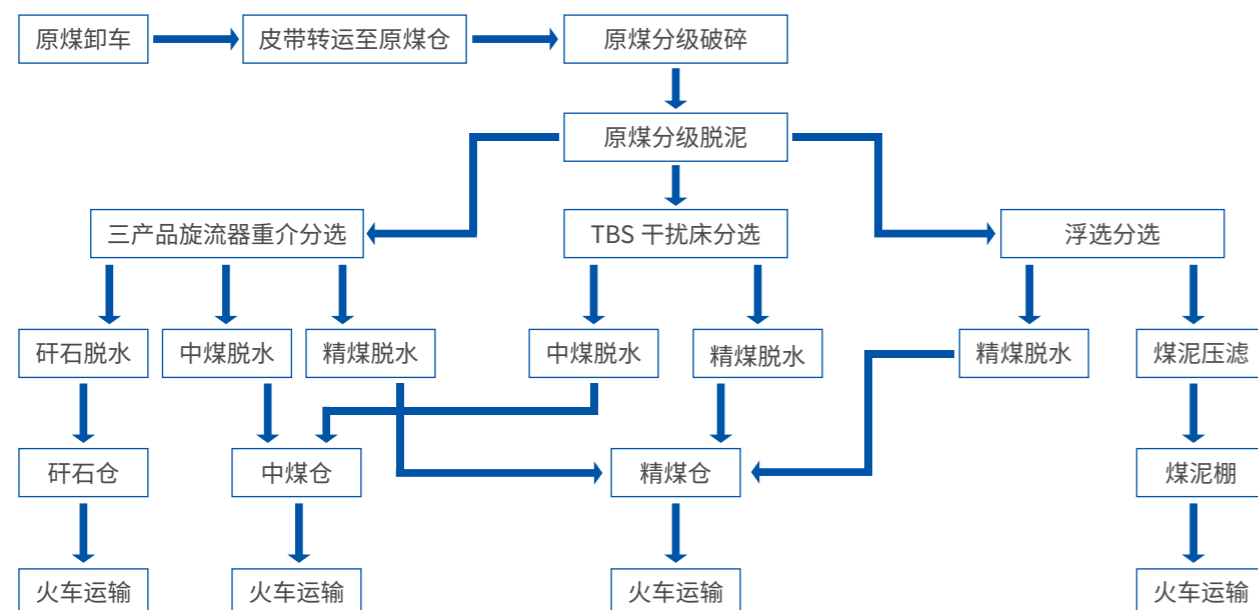 原煤卸车
皮带转运至原煤仓
原煤分级破碎
原煤分级脱泥
三产品旋流器重介分选
TBS 干扰床分选
浮选分选
矸石脱水
中煤脱水
精煤脱水
中煤脱水
精煤脱水
精煤脱水
煤泥压滤
矸石仓
中煤仓
精煤仓
煤泥棚
火车运输
火车运输
火车运输
火车运输